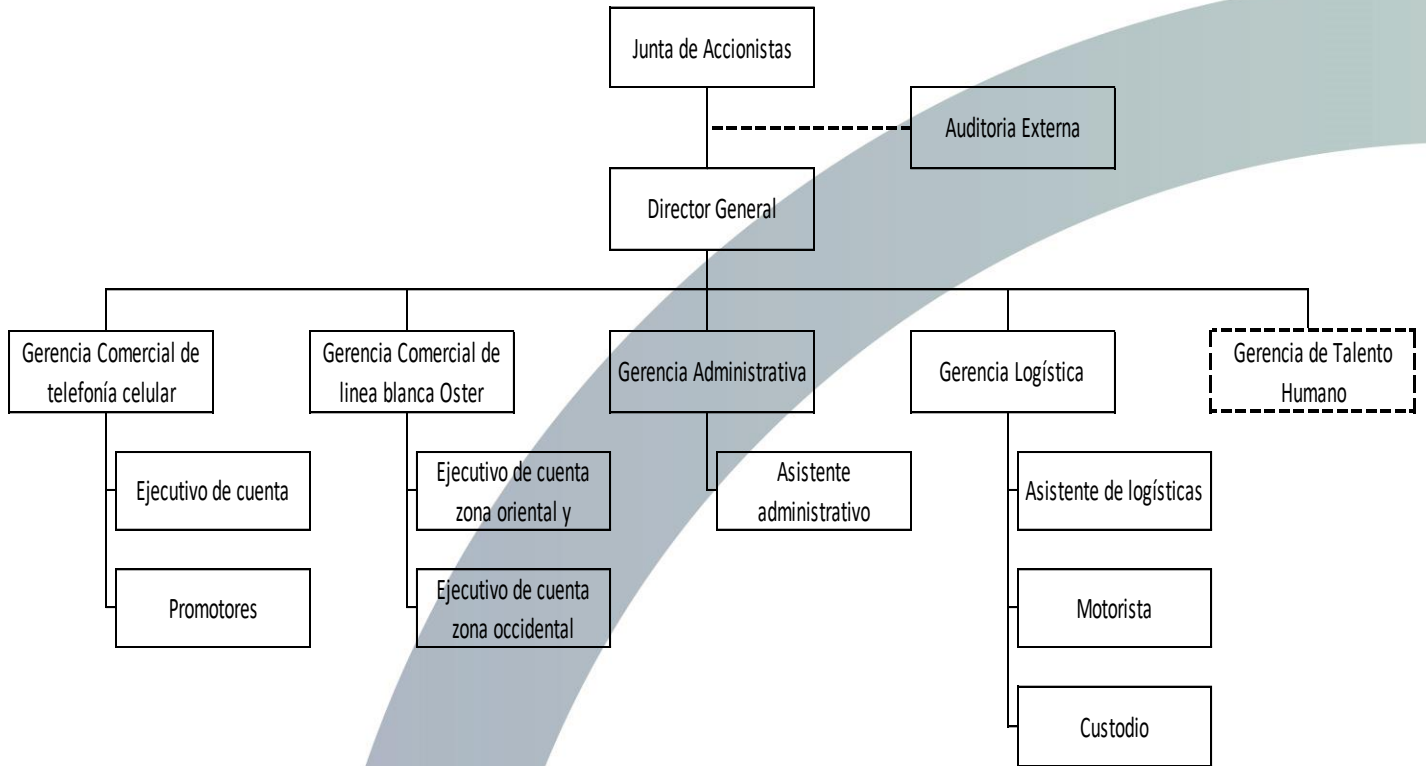 Junta de Accionistas
Auditoria Externa
Director General
Gerencia Comercial de
telefonía celular
Gerencia Comercial de
linea blanca Oster
Gerencia Administrativa
Gerencia Logística
Gerencia de Talento
Humano
Ejecutivo de cuenta
Ejecutivo de cuenta
zona oriental y
Asistente
administrativo
Asistente de logísticas
Promotores
Ejecutivo de cuenta
zona occidental
Motorista
Custodio